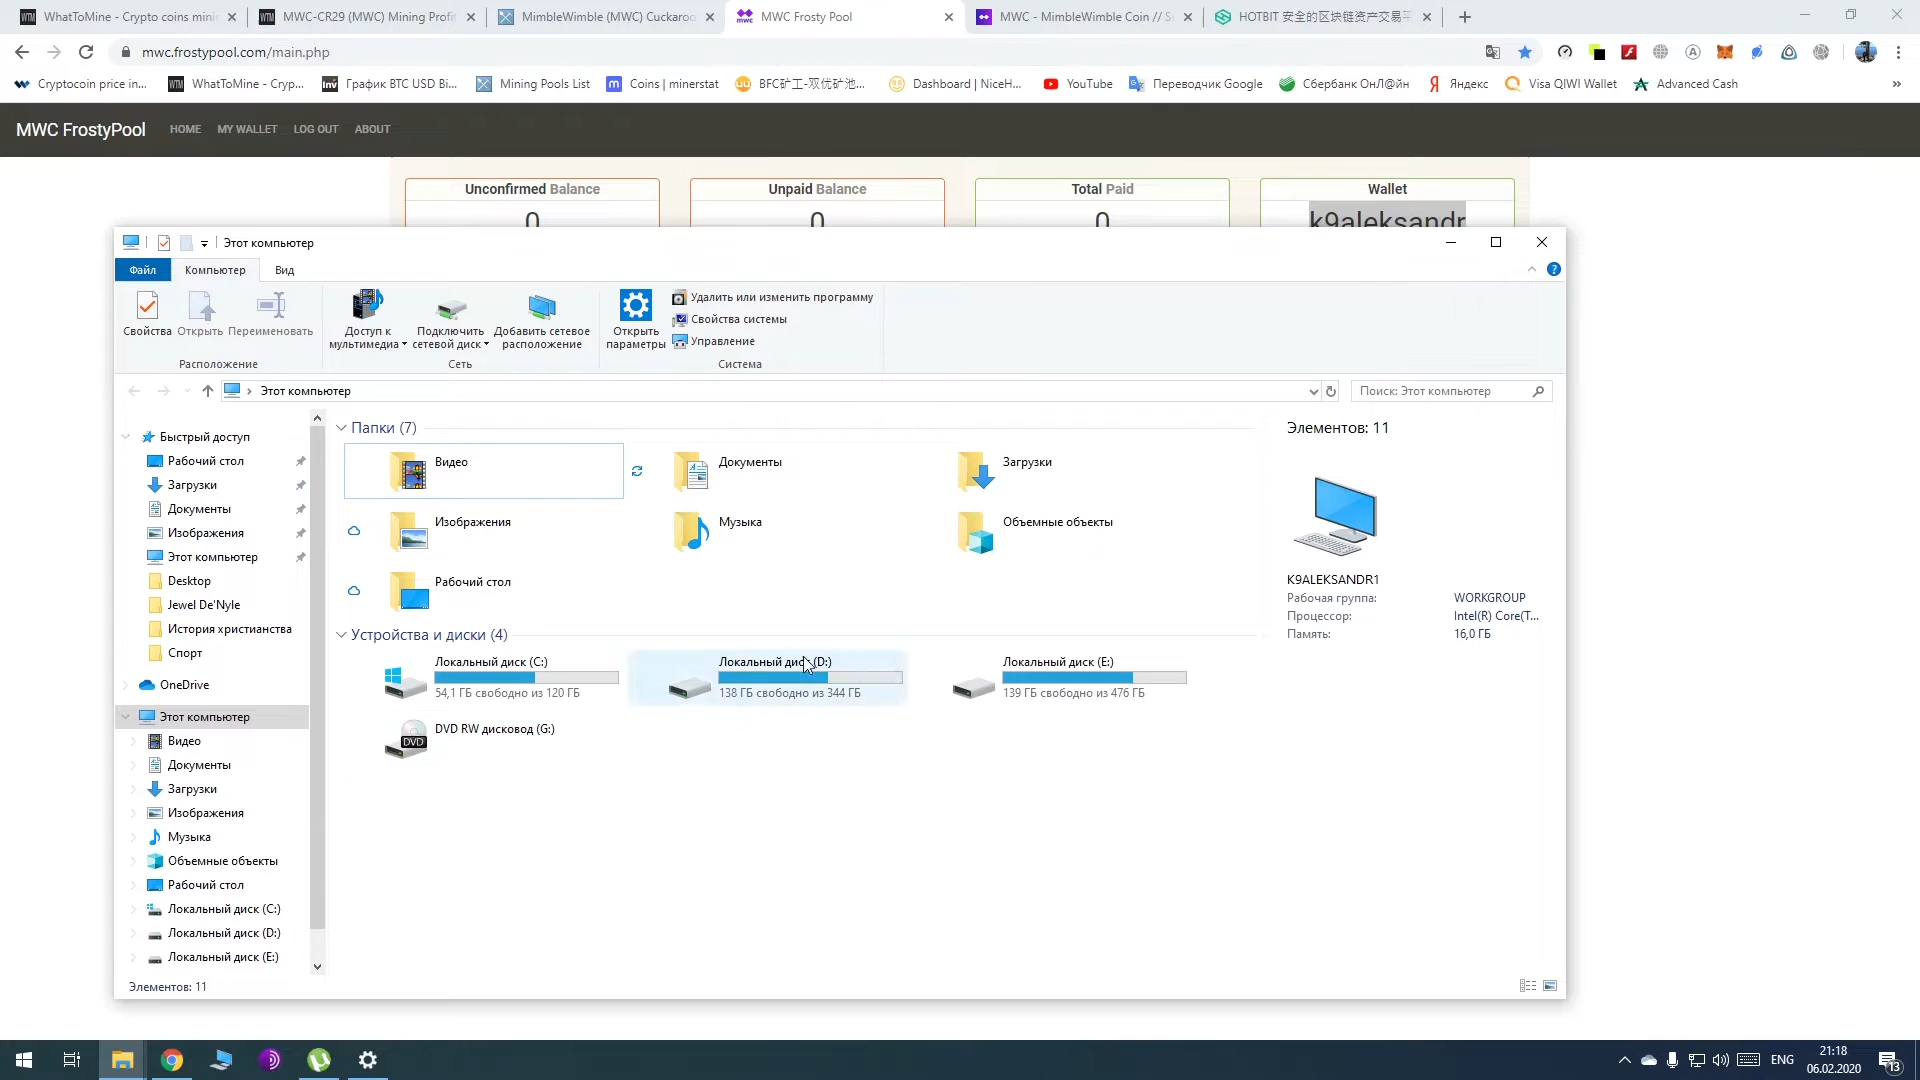 WhatToMine - Crypto coins mini
MWC-CR29 (MWC) Mining Profi
MimbleWimble (MWC) Cuckaroo
MWC Frosty Pool
MWC - MimbleWimble Coin // S
HOTBIT 安全的区块链资产交易平
mwc.frostypool.com/main.php
Cryptocoin price in...
WhatToMine - Cryp...
График BTC USD Bi...
Mining Pools List
Coins | minerstat
BFC矿工-双优矿池...
Dashboard | NiceH...
YouTube
Переводчик Google
Сбербанк ОнЛ@йн
Яндекс
Visa QIWI Wallet
Advanced Cash
»
MWC FrostyPool
HOME
MY WALLET
LOG OUT
ABOUT
Unconfirmed Balance
Unpaid Balance
Total Paid
Wallet
0
0
0
k9aleksandr
Этот компьютер
Файл
Компьютер
Вид
Свойства
Открыть
Переименовать
Доступ к
мультимедиа
Подключить
сетевой диск
Добавить сетевое
расположение
Открыть
параметры
Удалить или изменить программу
Свойства системы
Управление
Расположение
Сеть
Система
Этот компьютер
Поиск: Этот компьютер
Быстрый доступ
Рабочий стол
Загрузки
Документы
Изображения
Этот компьютер
Desktop
Jewel De'Nyle
История христианства
Спорт
OneDrive
Этот компьютер
Видео
Документы
Загрузки
Изображения
Музыка
Объемные объекты
Рабочий стол
Локальный диск (C:)
Локальный диск (D:)
Локальный диск (E:)
Папки (7)
Видео
Документы
Загрузки
Изображения
Музыка
Объемные объекты
Рабочий стол
Устройства и диски (4)
Локальный диск (C:)
54,1 ГБ свободно из 120 ГБ
Локальный диск (D:)
138 ГБ свободно из 344 ГБ
Локальный диск (E:)
139 ГБ свободно из 476 ГБ
DVD RW дисковод (G:)
Элементов: 11
K9ALEKSANDR1
Рабочая группа: WORKGROUP
Процессор: Intel(R) Core(T...
Память: 16,0 ГБ
Элементов: 11
ENG
21:18
06.02.2020
13